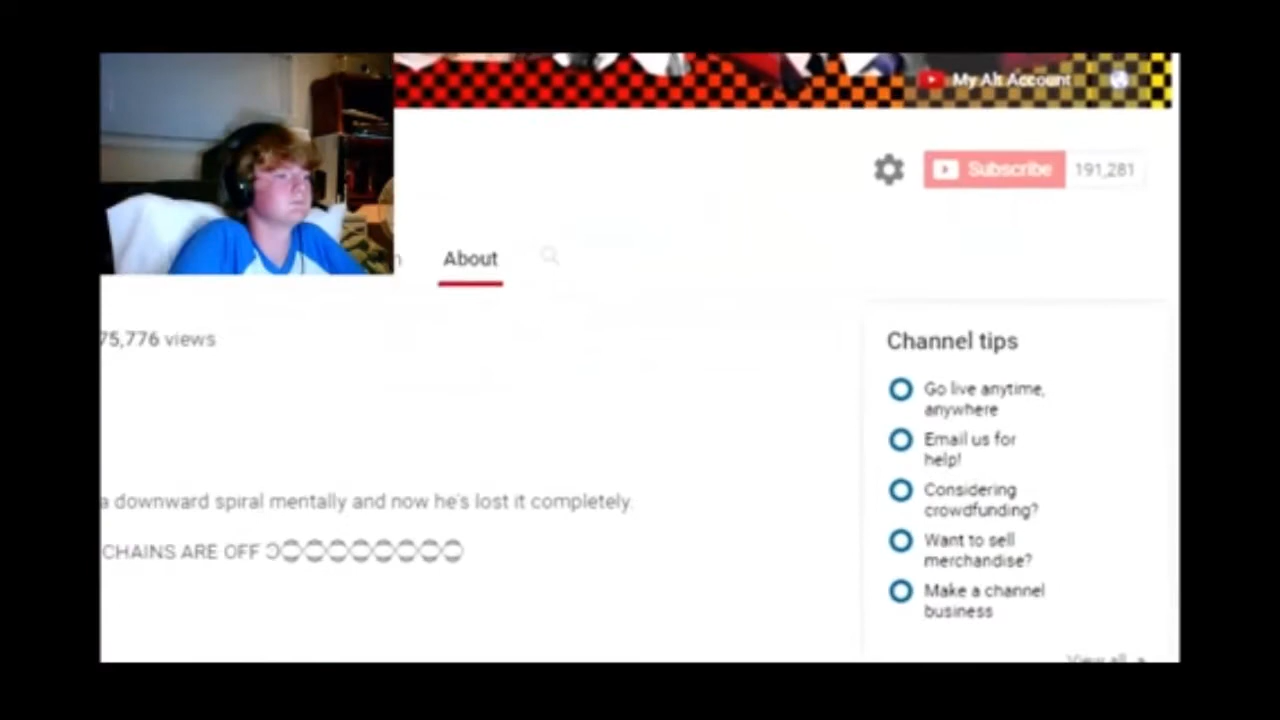 My Alt Account
Subscribe 191,281
About
75,776 views
Channel tips
Go live anytime,
anywhere
Email us for
help!
Considering
crowdfunding?
Want to sell
merchandise?
Make a channel
business
a downward spiral mentally and now he's lost it completely.
CHAINS ARE OFF
View all